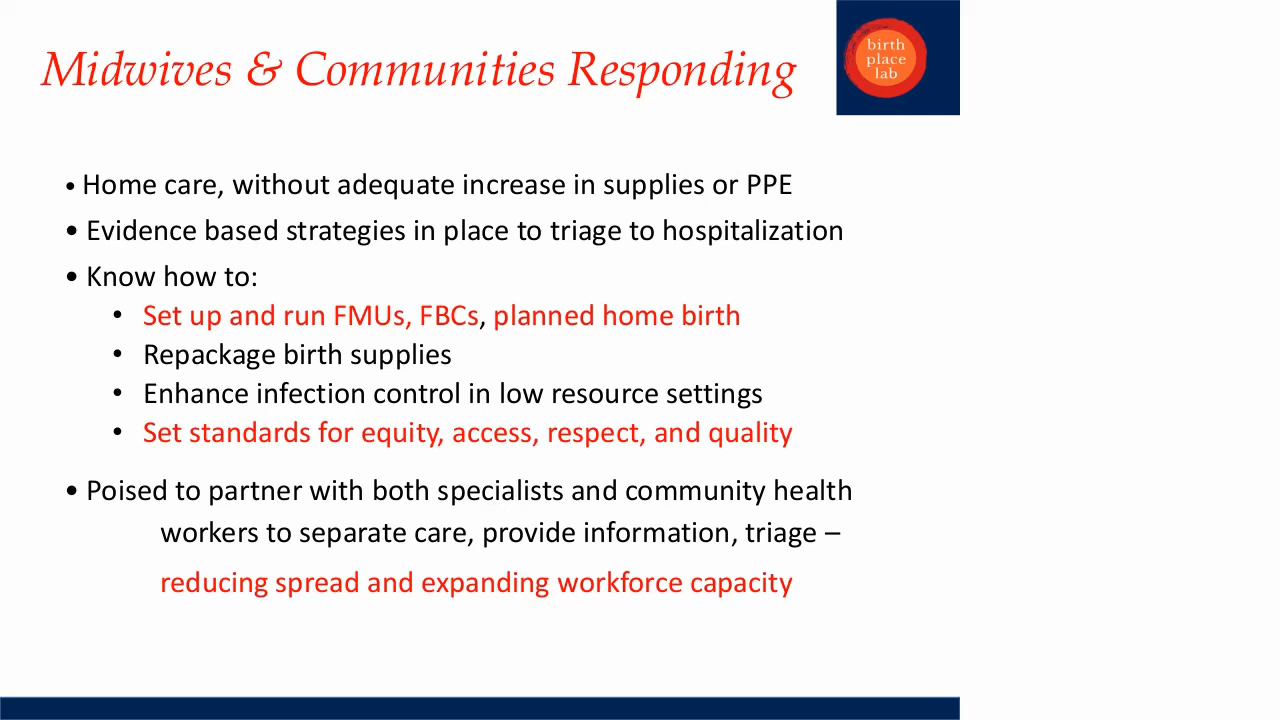 Midwives & Communities Responding
birth
place
lab
• Home care, without adequate increase in supplies or PPE
• Evidence based strategies in place to triage to hospitalization
• Know how to:
• Set up and run FMUs, FBCs, planned home birth
• Repackage birth supplies
• Enhance infection control in low resource settings
• Set standards for equity, access, respect, and quality
• Poised to partner with both specialists and community health
workers to separate care, provide information, triage –
reducing spread and expanding workforce capacity